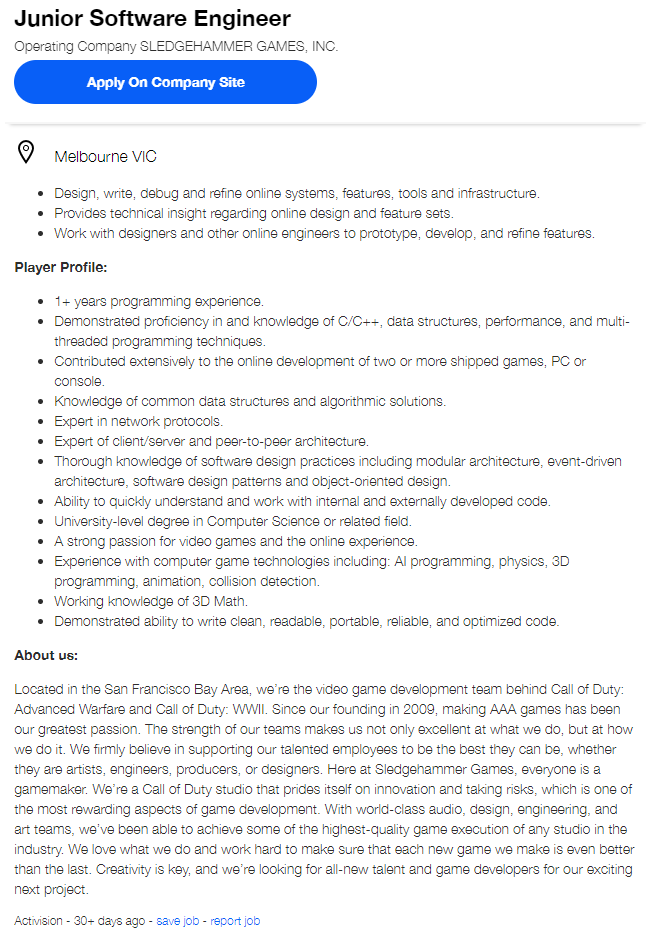 Junior Software Engineer
Operating Company SLEDGEHAMMER GAMES, INC.
Apply On Company Site
Melbourne VIC
• Design, write, debug and refine online systems, features, tools and infrastructure.
• Provides technical insight regarding online design and feature sets.
• Work with designers and other online engineers to prototype, develop, and refine features.
Player Profile:
• 1+ years programming experience.
• Demonstrated proficiency in and knowledge of C/C++, data structures, performance, and multi-
threaded programming techniques.
• Contributed extensively to the online development of two or more shipped games, PC or
console.
• Knowledge of common data structures and algorithmic solutions.
• Expert in network protocols.
• Expert of client/server and peer-to-peer architecture.
• Thorough knowledge of software design practices including modular architecture, event-driven
architecture, software design patterns and object-oriented design.
• Ability to quickly understand and work with internal and externally developed code.
• University-level degree in Computer Science or related field.
• A strong passion for video games and the online experience.
• Experience with computer game technologies including: AI programming, physics, 3D
programming, animation, collision detection.
• Working knowledge of 3D Math.
• Demonstrated ability to write clean, readable, portable, reliable, and optimized code.
About us:
Located in the San Francisco Bay Area, we’re the video game development team behind Call of Duty:
Advanced Warfare and Call of Duty: WWII. Since our founding in 2009, making AAA games has been
our greatest passion. The strength of our teams makes us not only excellent at what we do, but at how
we do it. We firmly believe in supporting our talented employees to be the best they can be, whether
they are artists, engineers, producers, or designers. Here at Sledgehammer Games, everyone is a
gamemaker. We’re a Call of Duty studio that prides itself on innovation and taking risks, which is one of
the most rewarding aspects of game development. With world-class audio, design, engineering, and
art teams, we’ve been able to achieve some of the highest-quality game execution of any studio in the
industry. We love what we do and work hard to make sure that each new game we make is even better
than the last. Creativity is key, and we’re looking for all-new talent and game developers for our exciting
next project.
Activision - 30+ days ago - save job - report job